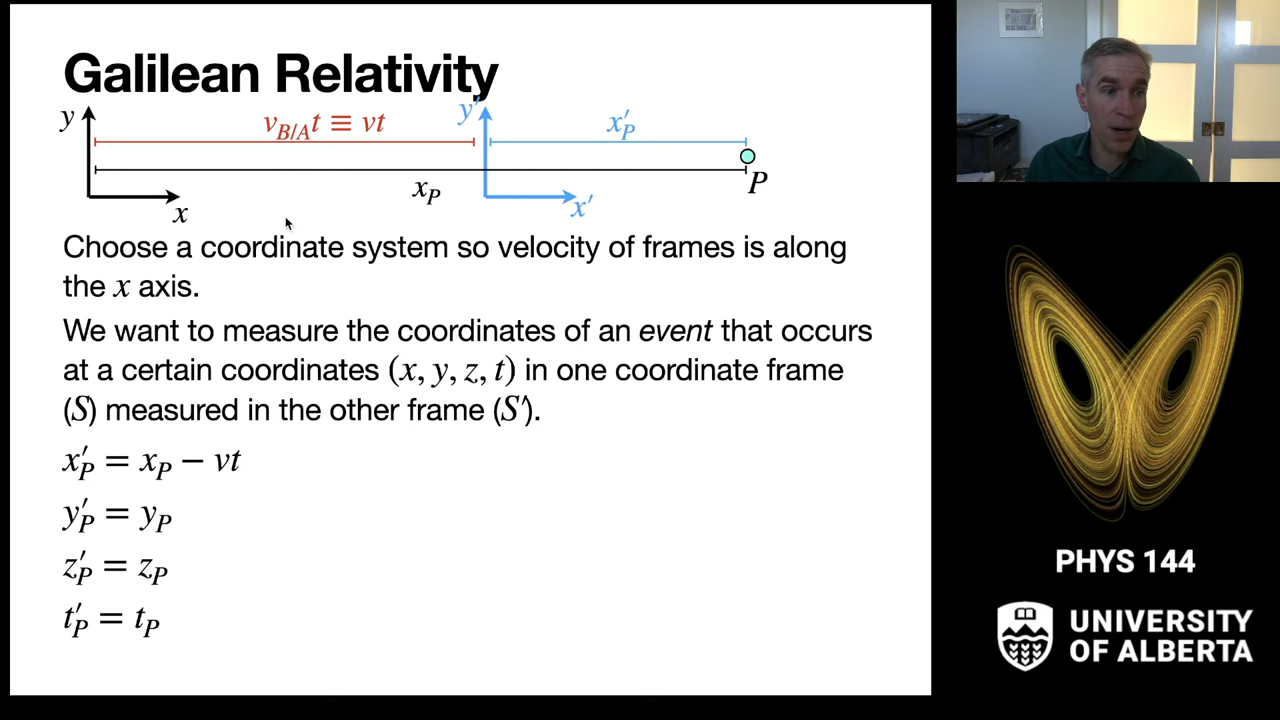 Galilean Relativity
y
v_{B/A}t ≡ vt
y′
x′_P
x_P
P
x
x′
Choose a coordinate system so velocity of frames is along
the x axis.
We want to measure the coordinates of an event that occurs
at a certain coordinates (x, y, z, t) in one coordinate frame
(S) measured in the other frame (S′).
x′_P = x_P − vt
y′_P = y_P
z′_P = z_P
t′_P = t_P
PHYS 144
UNIVERSITY
OF ALBERTA